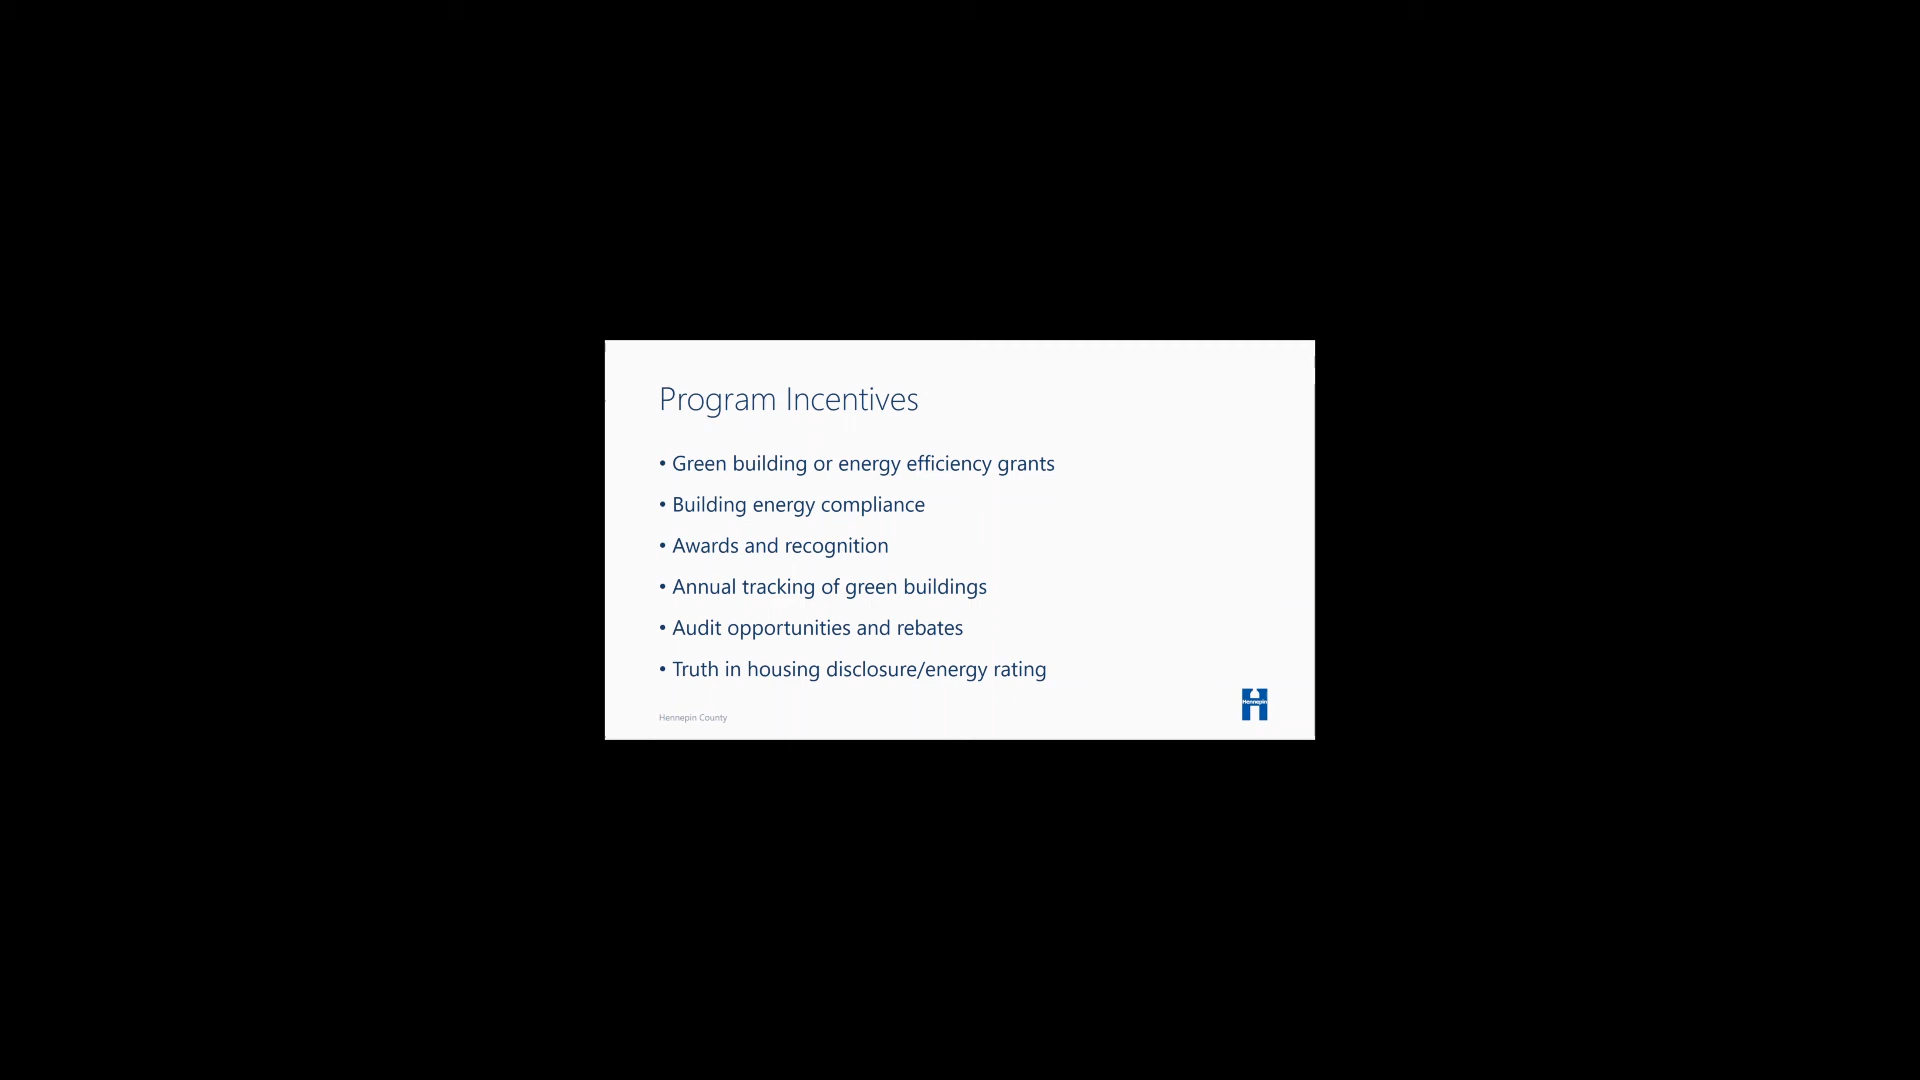 Program Incentives
• Green building or energy efficiency grants
• Building energy compliance
• Awards and recognition
• Annual tracking of green buildings
• Audit opportunities and rebates
• Truth in housing disclosure/energy rating
Hennepin County
Hennepin